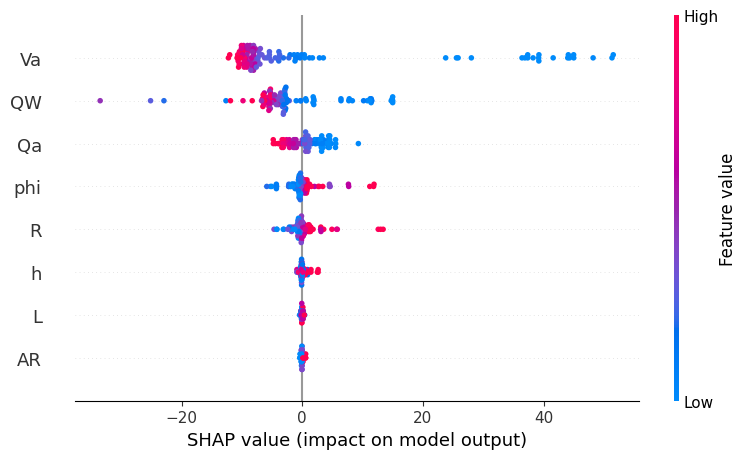 High
Va
QW
Qa
phi
R
h
L
AR
Feature value
Low
−20
0
20
40
SHAP value (impact on model output)